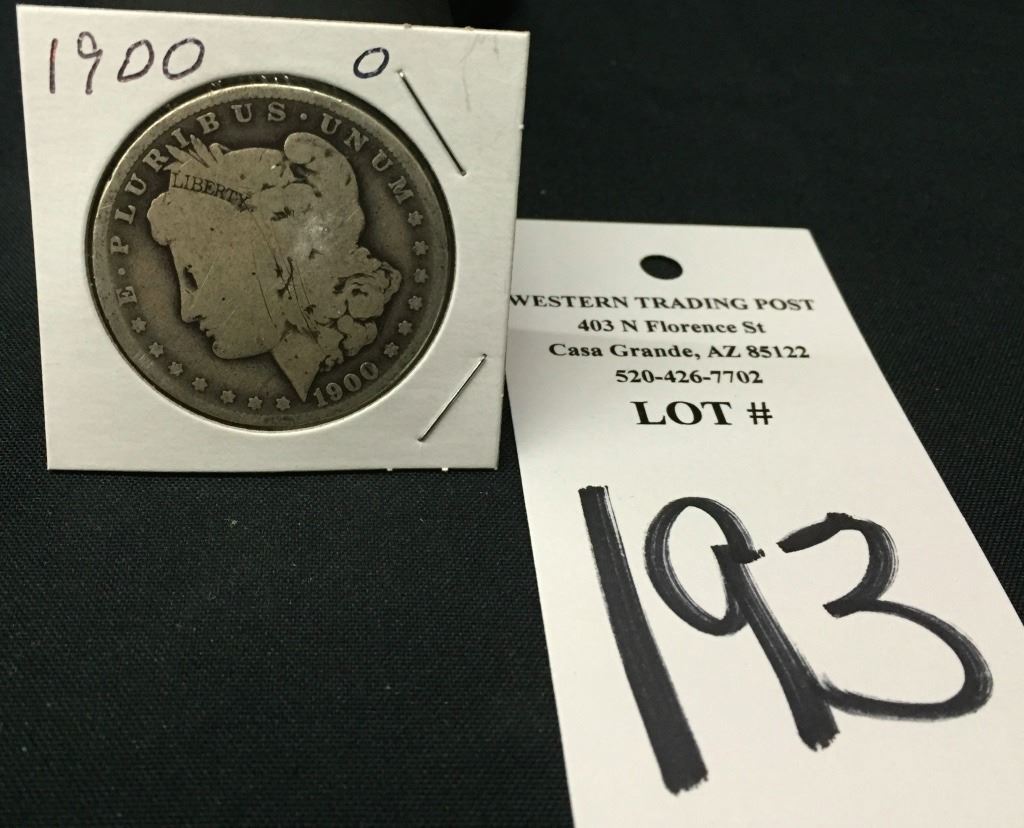 1900 O
E · PLURIBUS · UNUM
LIBERTY
1900
WESTERN TRADING POST
403 N Florence St
Casa Grande, AZ 85122
520-426-7702
LOT #
193